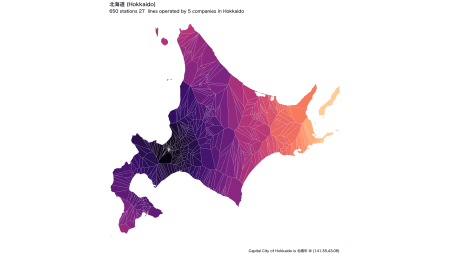 北海道 (Hokkaido)
650 stations 27 lines operated by 5 companies in Hokkaido
Capital City of Hokkaido is 札幌市 ※ (141.35,43.06)